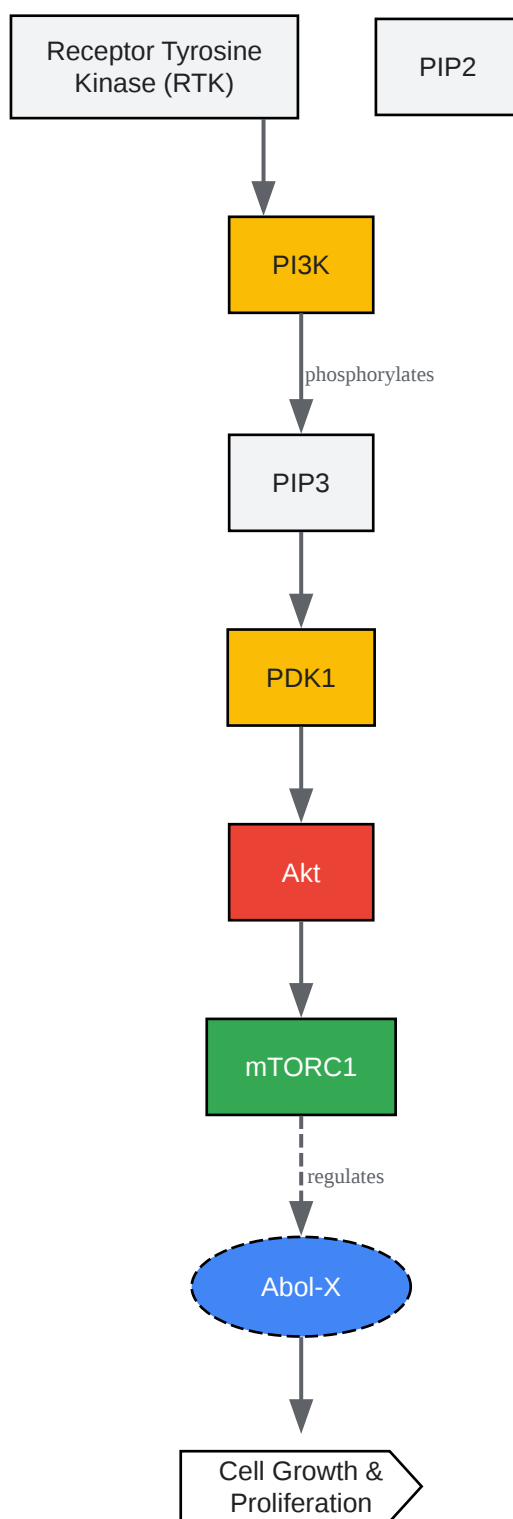 Receptor Tyrosine
Kinase (RTK)
PIP2
PI3K
phosphorylates
PIP3
PDK1
Akt
mTORC1
regulates
Abol-X
Cell Growth &
Proliferation